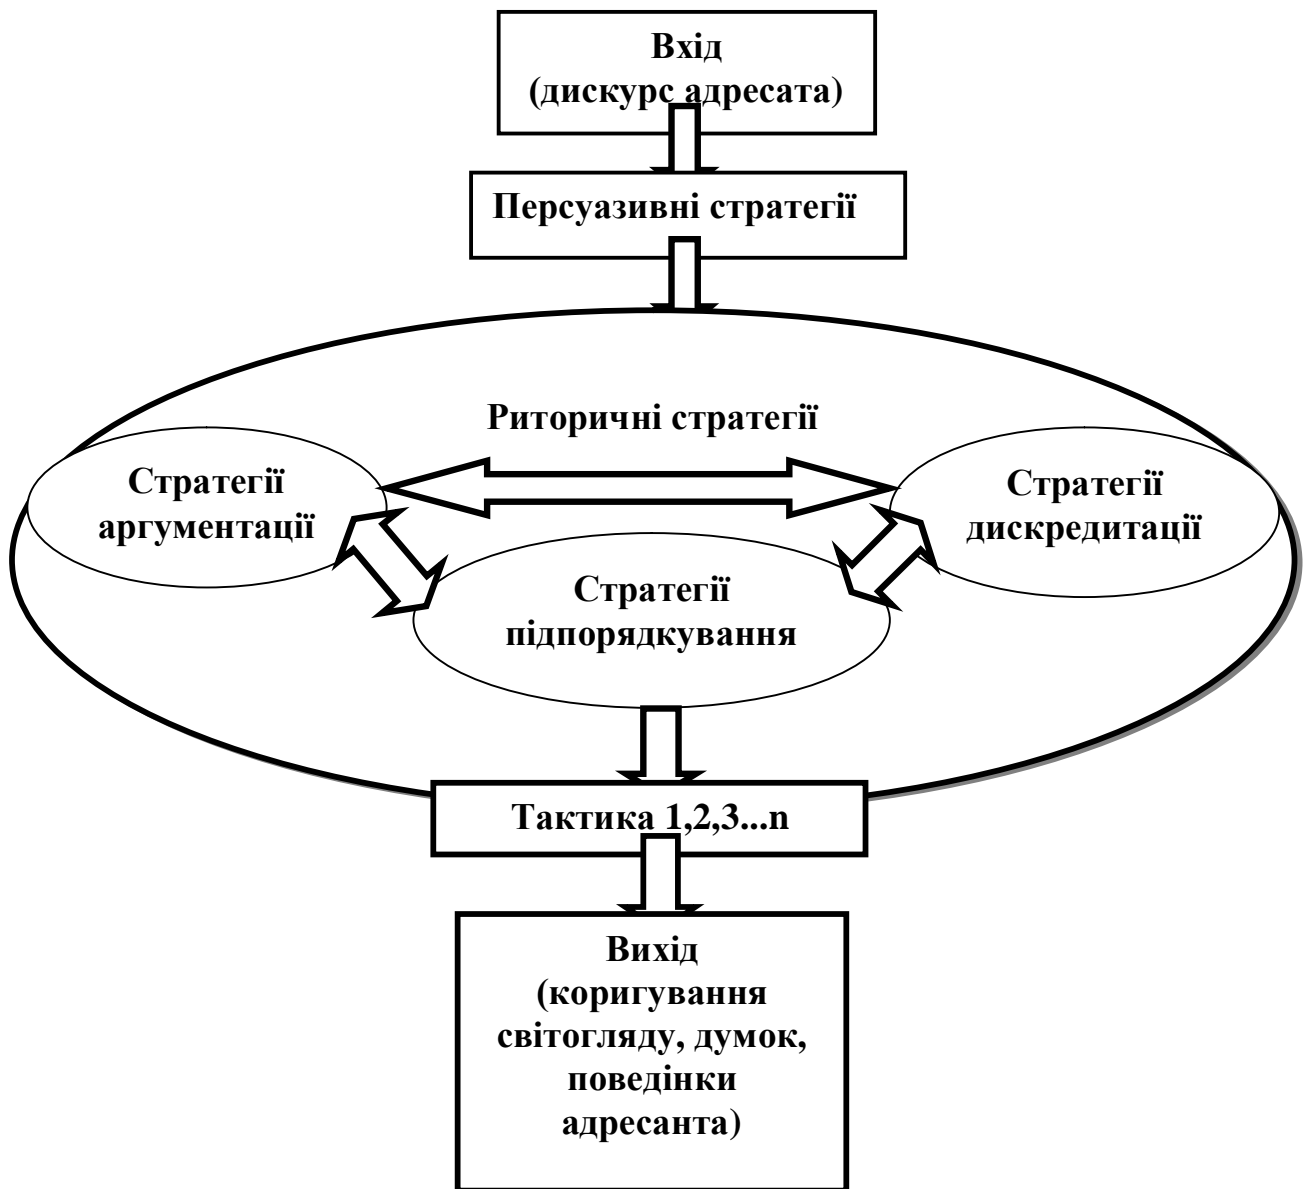 Вхід
(дискурс адресата)
Персуазивні стратегії
Риторичні стратегії
Стратегії
аргументації
Стратегії
дискредитації
Стратегії
підпорядкування
Тактика 1,2,3...n
Вихід
(коригування
світогляду, думок,
поведінки
адресанта)